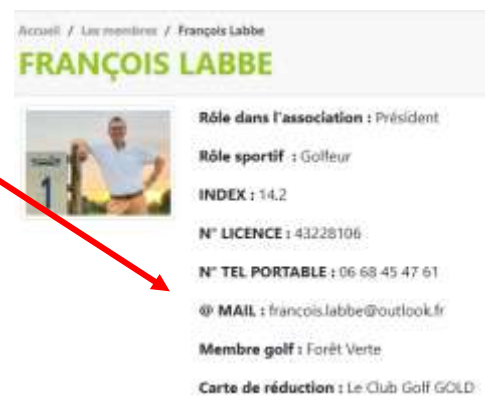 Accueil / Les membres / François Labbe
FRANÇOIS LABBE
1
Rôle dans l'association : Président
Rôle sportif : Golfeur
INDEX : 14.2
N° LICENCE : 43228106
N° TEL PORTABLE : 06 68 45 47 61
@ MAIL : francois.labbe@outlook.fr
Membre golf : Forêt Verte
Carte de réduction : Le Club Golf GOLD